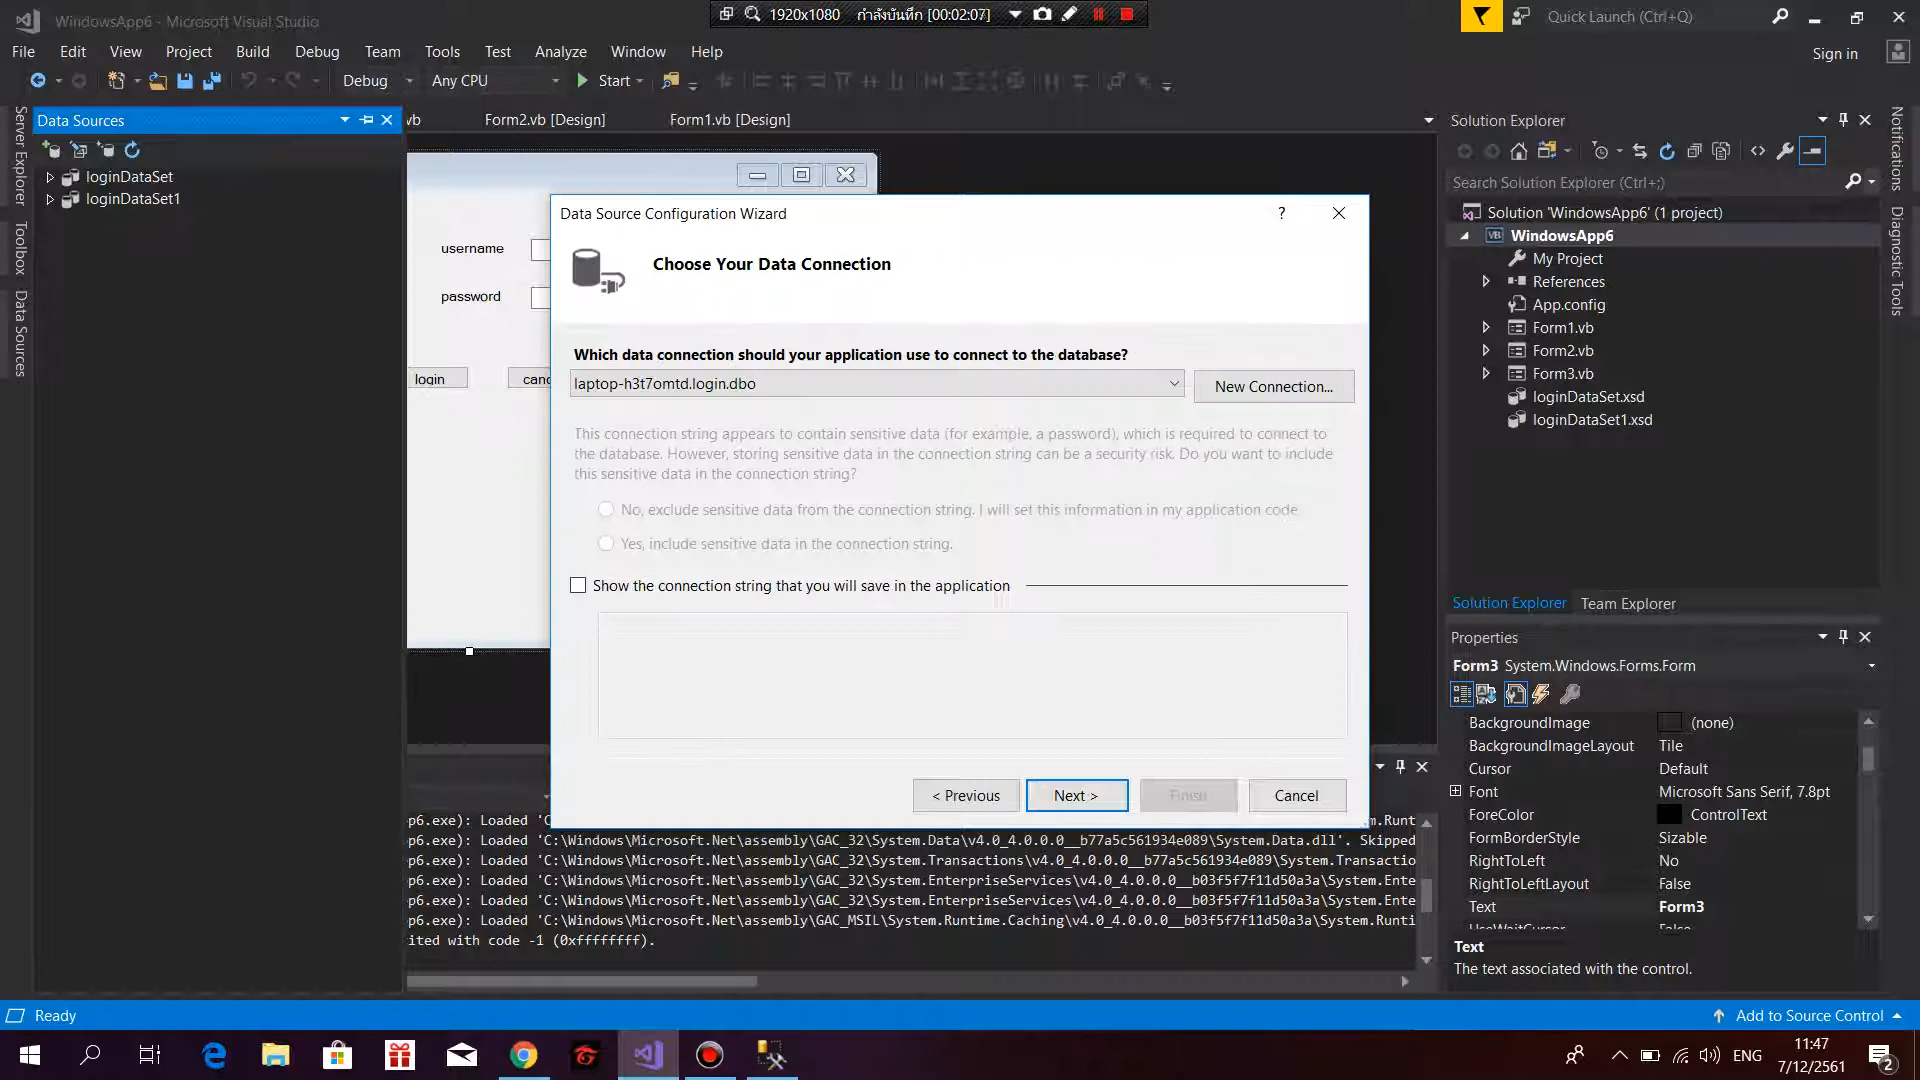 WindowsApp6 - Microsoft Visual Studio
1920x1080 กำลังบันทึก [00:02:07]
Quick Launch (Ctrl+Q)
File Edit View Project Build Debug Team Tools Test Analyze Window Help
Sign in
Debug Any CPU Start
Server Explorer
Toolbox
Data Sources
Data Sources
loginDataSet
loginDataSet1
vb Form2.vb [Design] Form1.vb [Design]
username
password
login
canc
Data Source Configuration Wizard ?
Choose Your Data Connection
Which data connection should your application use to connect to the database?
laptop-h3t7omtd.login.dbo
New Connection...
This connection string appears to contain sensitive data (for example, a password), which is required to connect to
the database. However, storing sensitive data in the connection string can be a security risk. Do you want to include
this sensitive data in the connection string?
No, exclude sensitive data from the connection string. I will set this information in my application code
Yes, include sensitive data in the connection string.
Show the connection string that you will save in the application
< Previous Next > Finish Cancel
p6.exe): Loaded 'C m.Runt
p6.exe): Loaded 'C:\Windows\Microsoft.Net\assembly\GAC_32\System.Data\v4.0_4.0.0.0__b77a5c561934e089\System.Data.dll'. Skipped
p6.exe): Loaded 'C:\Windows\Microsoft.Net\assembly\GAC_32\System.Transactions\v4.0_4.0.0.0__b77a5c561934e089\System.Transactio
p6.exe): Loaded 'C:\Windows\Microsoft.Net\assembly\GAC_32\System.EnterpriseServices\v4.0_4.0.0.0__b03f5f7f11d50a3a\System.Ente
p6.exe): Loaded 'C:\Windows\Microsoft.Net\assembly\GAC_32\System.EnterpriseServices\v4.0_4.0.0.0__b03f5f7f11d50a3a\System.Ente
p6.exe): Loaded 'C:\Windows\Microsoft.Net\assembly\GAC_MSIL\System.Runtime.Caching\v4.0_4.0.0.0__b03f5f7f11d50a3a\System.Runti
ited with code -1 (0xffffffff).
Solution Explorer
Search Solution Explorer (Ctrl+;)
Solution 'WindowsApp6' (1 project)
VB WindowsApp6
My Project
References
App.config
Form1.vb
Form2.vb
Form3.vb
loginDataSet.xsd
loginDataSet1.xsd
Solution Explorer Team Explorer
Properties
Form3 System.Windows.Forms.Form
BackgroundImage (none)
BackgroundImageLayout Tile
Cursor Default
Font Microsoft Sans Serif, 7.8pt
ForeColor ControlText
FormBorderStyle Sizable
RightToLeft No
RightToLeftLayout False
Text Form3
UseWaitCursor False
Text
The text associated with the control.
Notifications
Diagnostic Tools
Ready
Add to Source Control
ENG
11:47
7/12/2561
2